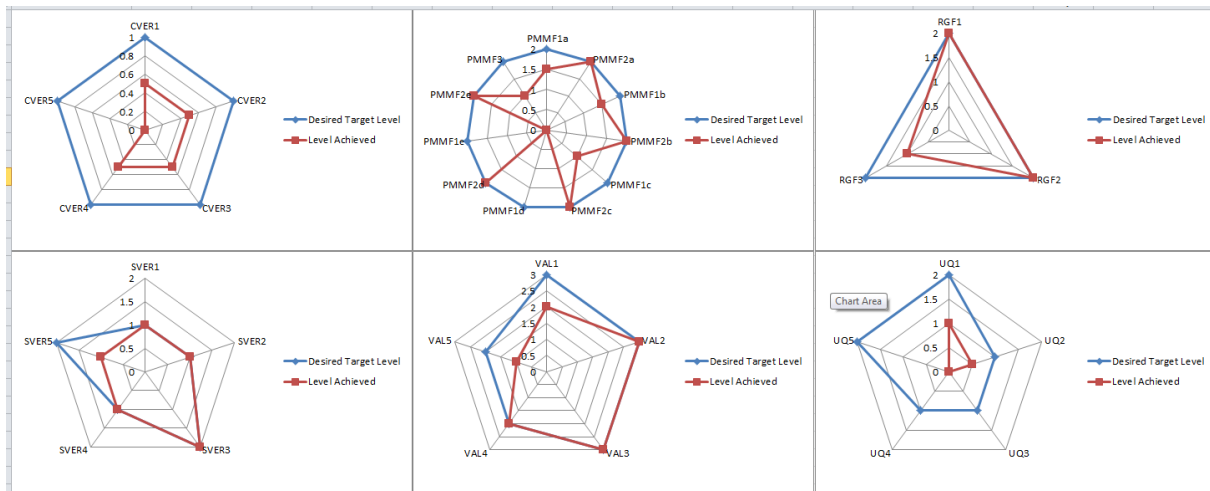 CVER1
1
0.8
0.6
0.4
0.2
0
CVER2
CVER3
CVER4
CVER5
Desired Target Level
Level Achieved
PMMF1a
2
1.5
1
0.5
0
PMMF2a
PMMF1b
PMMF2b
PMMF1c
PMMF2c
PMMF1d
PMMF2d
PMMF1e
PMMF2e
PMMF3
Desired Target Level
Level Achieved
RGF1
2
1.5
1
0.5
0
RGF2
RGF3
Desired Target Level
Level Achieved
SVER1
2
1.5
1
0.5
0
SVER2
SVER3
SVER4
SVER5
Desired Target Level
Level Achieved
VAL1
3
2.5
2
1.5
1
0.5
0
VAL2
VAL3
VAL4
VAL5
Desired Target Level
Level Achieved
Chart Area
UQ1
2
1.5
1
0.5
0
UQ2
UQ3
UQ4
UQ5
Desired Target Level
Level Achieved